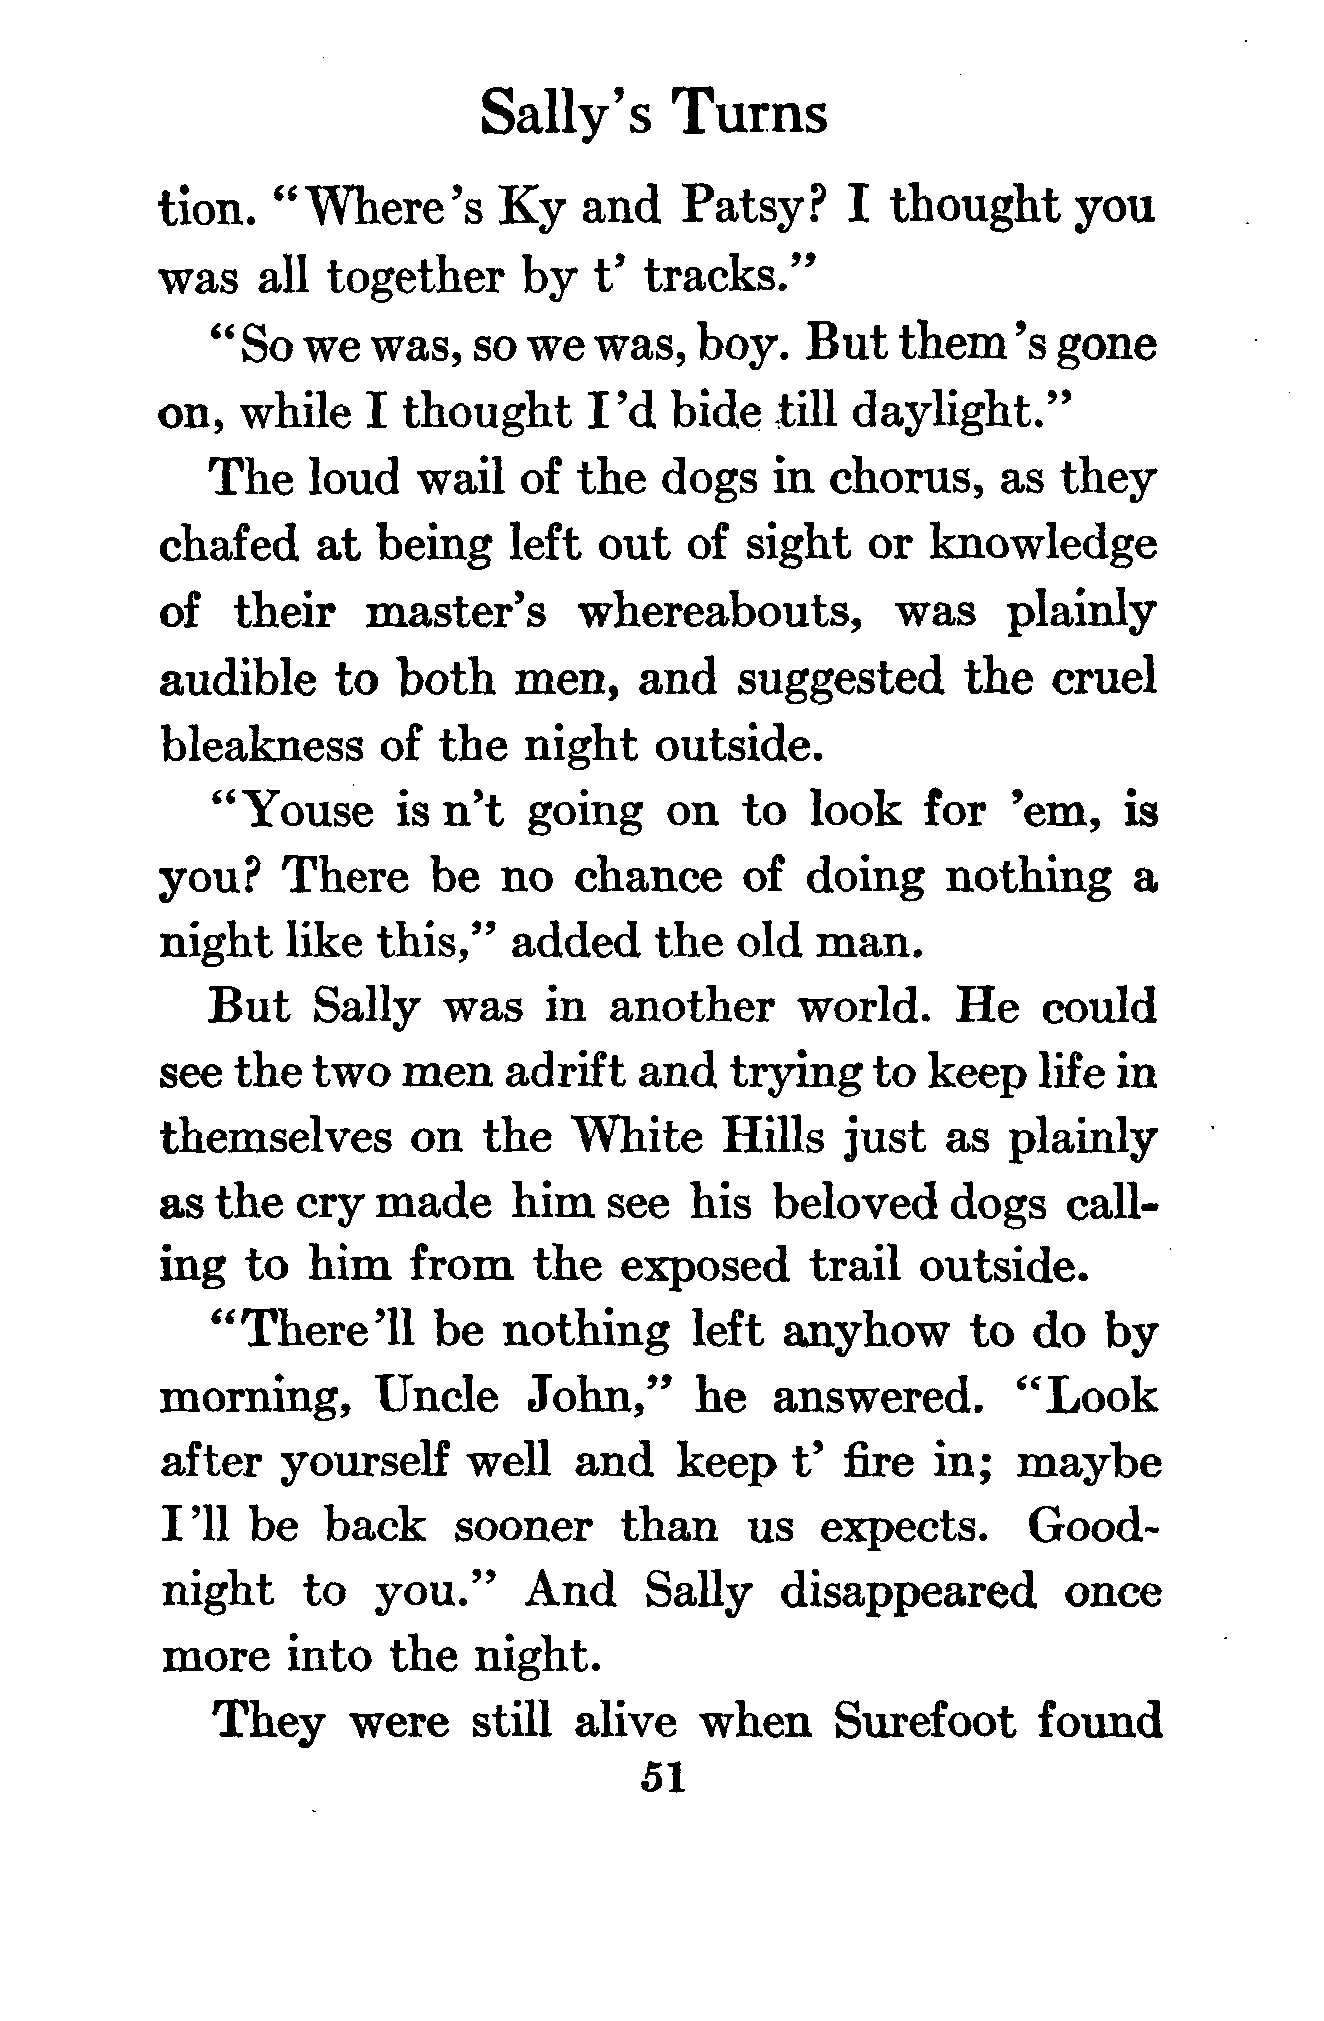 Sally's Turns
tion. "Where's Ky and Patsy? I thought you
was all together by t' tracks."
"So we was, so we was, boy. But them's gone
on, while I thought I'd bide till daylight."
The loud wail of the dogs in chorus, as they
chafed at being left out of sight or knowledge
of their master's whereabouts, was plainly
audible to both men, and suggested the cruel
bleakness of the night outside.
"Youse is n't going on to look for 'em, is
you? There be no chance of doing nothing a
night like this," added the old man.
But Sally was in another world. He could
see the two men adrift and trying to keep life in
themselves on the White Hills just as plainly
as the cry made him see his beloved dogs call-
ing to him from the exposed trail outside.
"There'll be nothing left anyhow to do by
morning, Uncle John," he answered. "Look
after yourself well and keep t' fire in; maybe
I'll be back sooner than us expects. Good-
night to you." And Sally disappeared once
more into the night.
They were still alive when Surefoot found
51